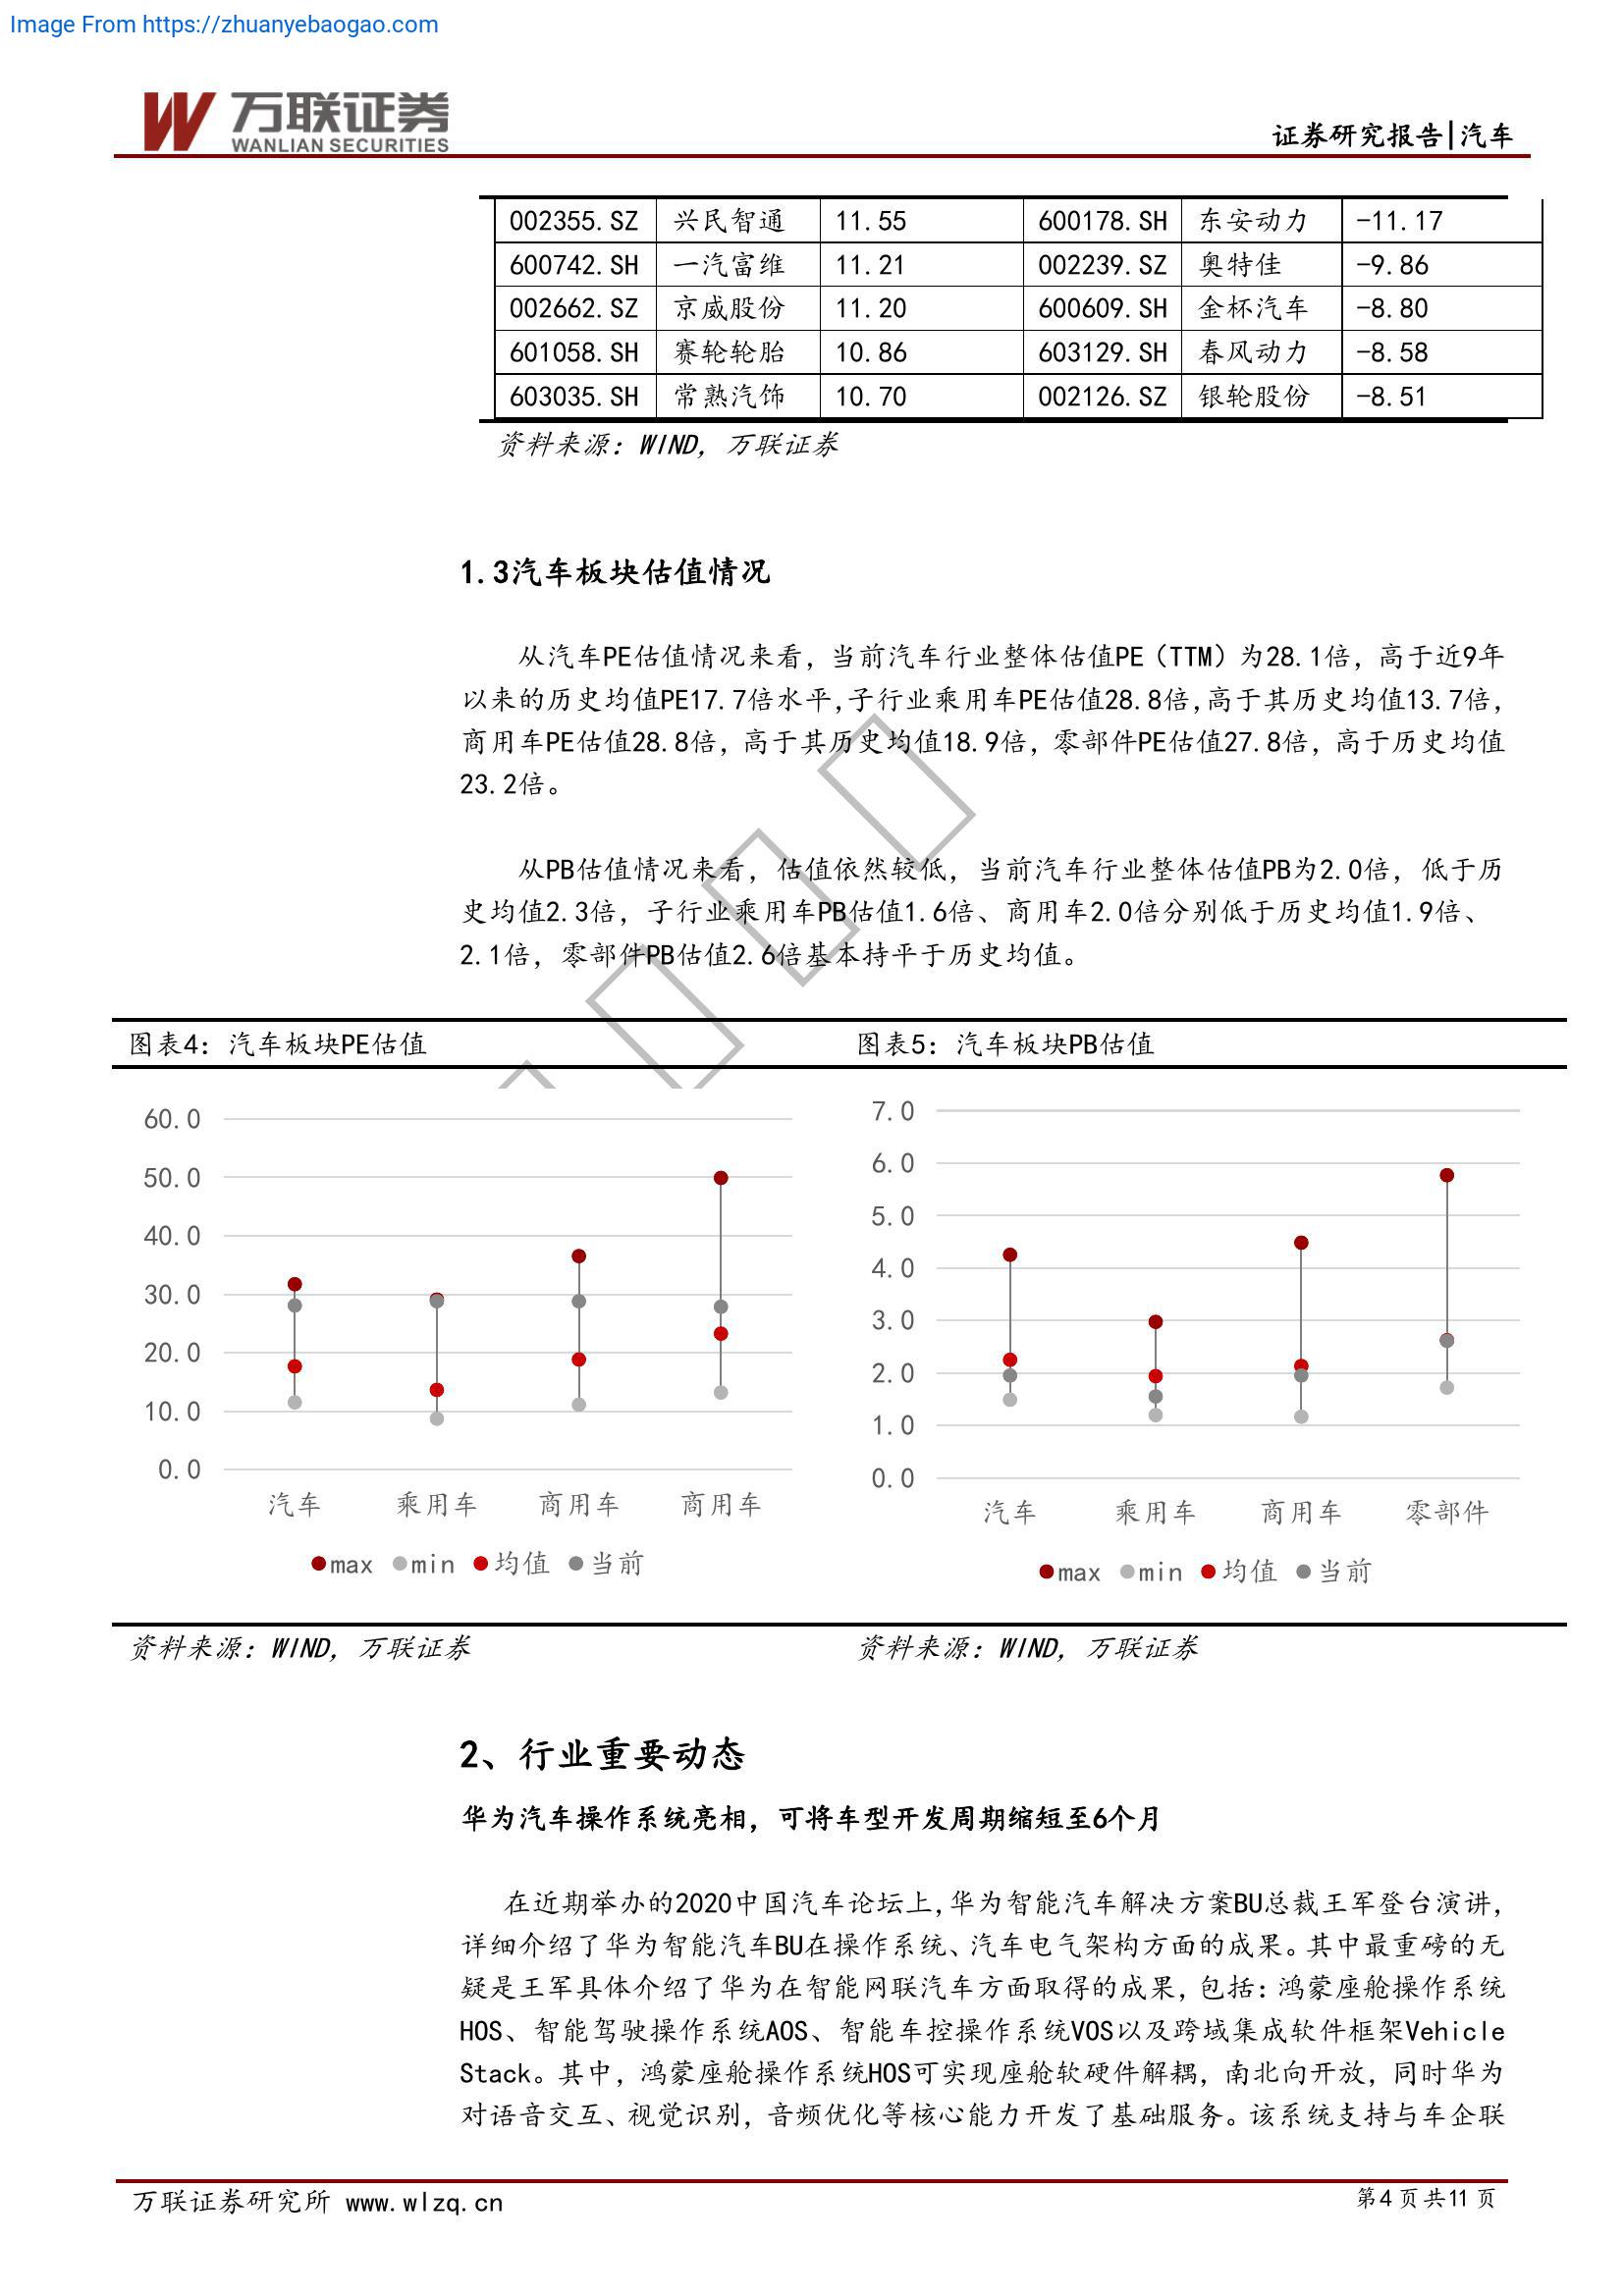 Image From https://zhuanyebaogao.com
万联证券
WANLIAN SECURITIES
证券研究报告|汽车
002355.SZ 兴民智通 11.55 600178.SH 东安动力 -11.17
600742.SH 一汽富维 11.21 002239.SZ 奥特佳 -9.86
002662.SZ 京威股份 11.20 600609.SH 金杯汽车 -8.80
601058.SH 赛轮轮胎 10.86 603129.SH 春风动力 -8.58
603035.SH 常熟汽饰 10.70 002126.SZ 银轮股份 -8.51
资料来源：WIND，万联证券
1.3汽车板块估值情况
从汽车PE估值情况来看，当前汽车行业整体估值PE（TTM）为28.1倍，高于近9年
以来的历史均值PE17.7倍水平，子行业乘用车PE估值28.8倍，高于其历史均值13.7倍，
商用车PE估值28.8倍，高于其历史均值18.9倍，零部件PE估值27.8倍，高于历史均值
23.2倍。
从PB估值情况来看，估值依然较低，当前汽车行业整体估值PB为2.0倍，低于历
史均值2.3倍，子行业乘用车PB估值1.6倍、商用车2.0倍分别低于历史均值1.9倍、
2.1倍，零部件PB估值2.6倍基本持平于历史均值。
图表4：汽车板块PE估值
60.0
50.0
40.0
30.0
20.0
10.0
0.0
汽车 乘用车 商用车 商用车
max min 均值 当前
资料来源：WIND，万联证券
图表5：汽车板块PB估值
7.0
6.0
5.0
4.0
3.0
2.0
1.0
0.0
汽车 乘用车 商用车 零部件
max min 均值 当前
资料来源：WIND，万联证券
2、行业重要动态
华为汽车操作系统亮相，可将车型开发周期缩短至6个月
在近期举办的2020中国汽车论坛上，华为智能汽车解决方案BU总裁王军登台演讲，
详细介绍了华为智能汽车BU在操作系统、汽车电气架构方面的成果。其中最重磅的无
疑是王军具体介绍了华为在智能网联汽车方面取得的成果，包括：鸿蒙座舱操作系统
HOS、智能驾驶操作系统AOS、智能车控操作系统VOS以及跨域集成软件框架Vehicle
Stack。其中，鸿蒙座舱操作系统HOS可实现座舱软硬件解耦，南北向开放，同时华为
对语音交互、视觉识别，音频优化等核心能力开发了基础服务。该系统支持与车企联
万联证券研究所 www.wlzq.cn
第4页共11页